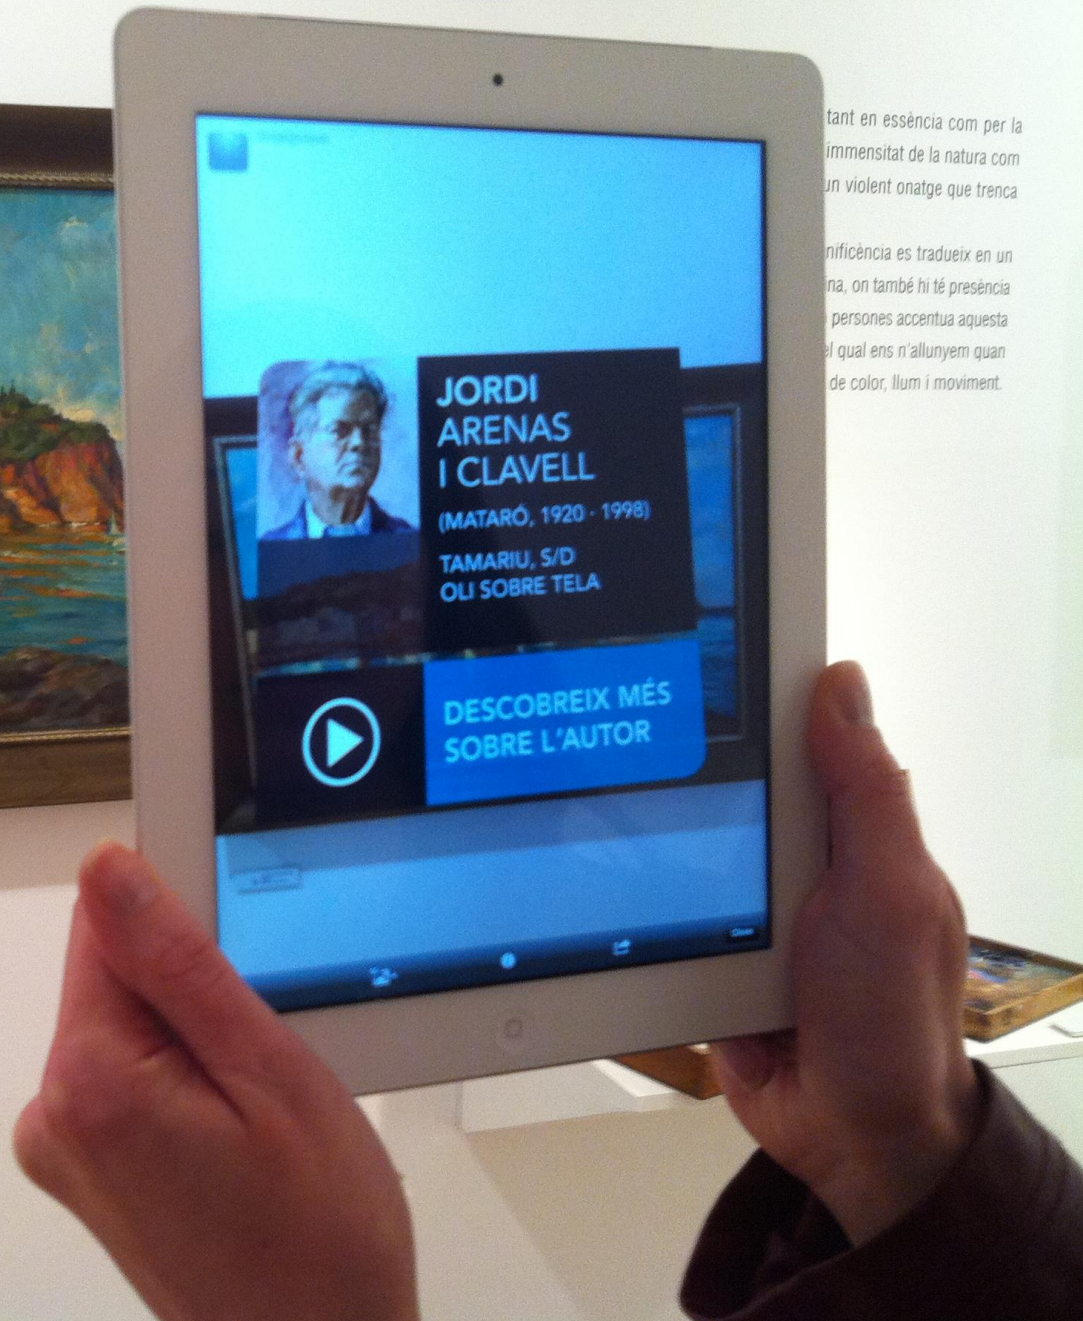 JORDI
ARENAS
I CLAVELL
(MATARÓ, 1920 - 1998)
TAMARIU, S/D
OLI SOBRE TELA
DESCOBREIX MÉS
SOBRE L'AUTOR
Close
tant en essència com per la
immensitat de la natura com
un violent onatge que trenca
es tradueix en un
on també hi té presència
persones accentua aquesta
el qual ens n'allunyem quan
de color, llum i moviment.